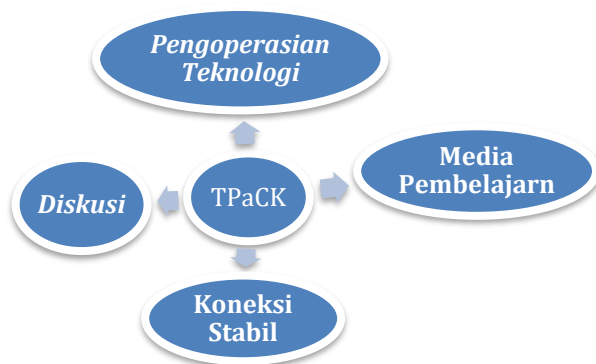 Pengoperasian
Teknologi
Diskusi
TPaCK
Media
Pembelajarn
Koneksi
Stabil